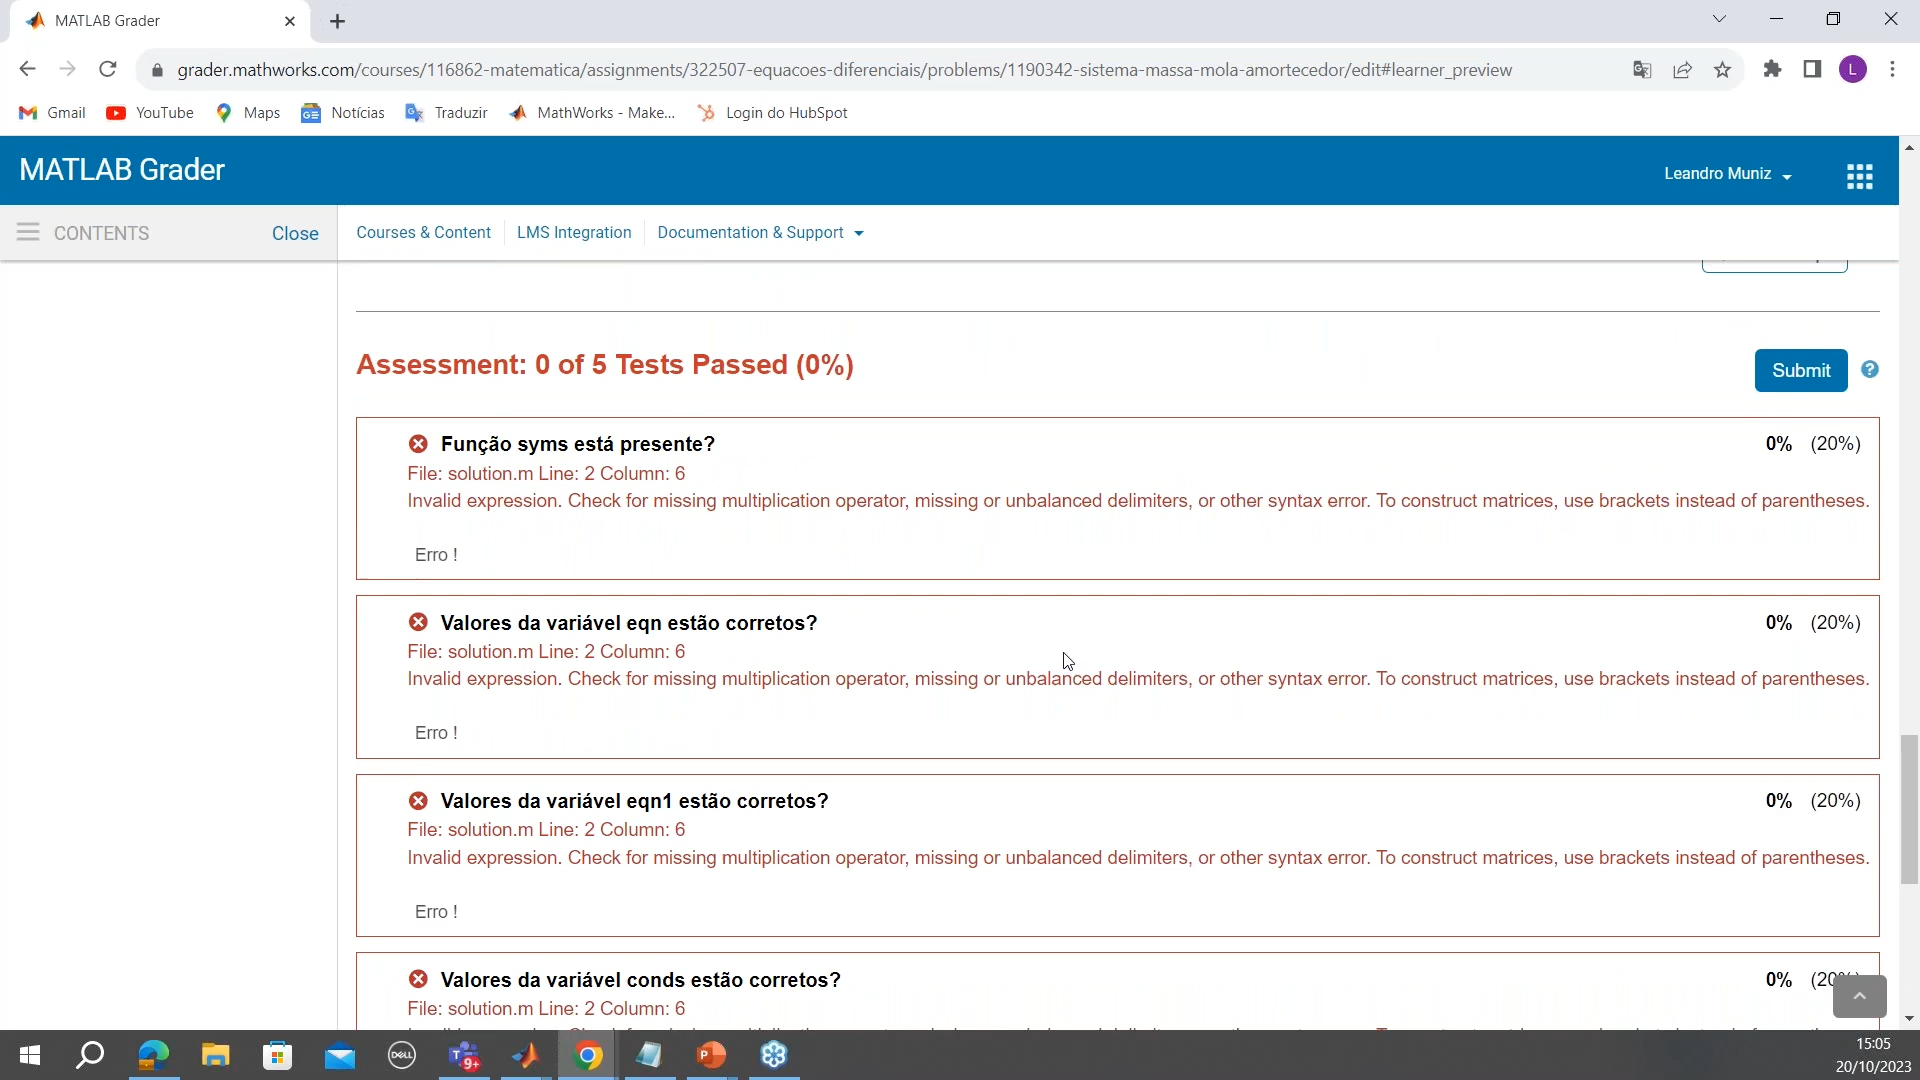 MATLAB Grader
grader.mathworks.com/courses/116862-matematica/assignments/322507-equacoes-diferenciais/problems/1190342-sistema-massa-mola-amortecedor/edit#learner_preview
L
Gmail YouTube Maps Notícias Traduzir MathWorks - Make... Login do HubSpot
MATLAB Grader
Leandro Muniz
CONTENTS Close
Courses & Content LMS Integration Documentation & Support
Assessment: 0 of 5 Tests Passed (0%)
Submit
Função syms está presente? 0% (20%)
File: solution.m Line: 2 Column: 6
Invalid expression. Check for missing multiplication operator, missing or unbalanced delimiters, or other syntax error. To construct matrices, use brackets instead of parentheses.
Erro !
Valores da variável eqn estão corretos? 0% (20%)
File: solution.m Line: 2 Column: 6
Invalid expression. Check for missing multiplication operator, missing or unbalanced delimiters, or other syntax error. To construct matrices, use brackets instead of parentheses.
Erro !
Valores da variável eqn1 estão corretos? 0% (20%)
File: solution.m Line: 2 Column: 6
Invalid expression. Check for missing multiplication operator, missing or unbalanced delimiters, or other syntax error. To construct matrices, use brackets instead of parentheses.
Erro !
Valores da variável conds estão corretos? 0%
File: solution.m Line: 2 Column: 6
DELL
9+
15:05
20/10/2023